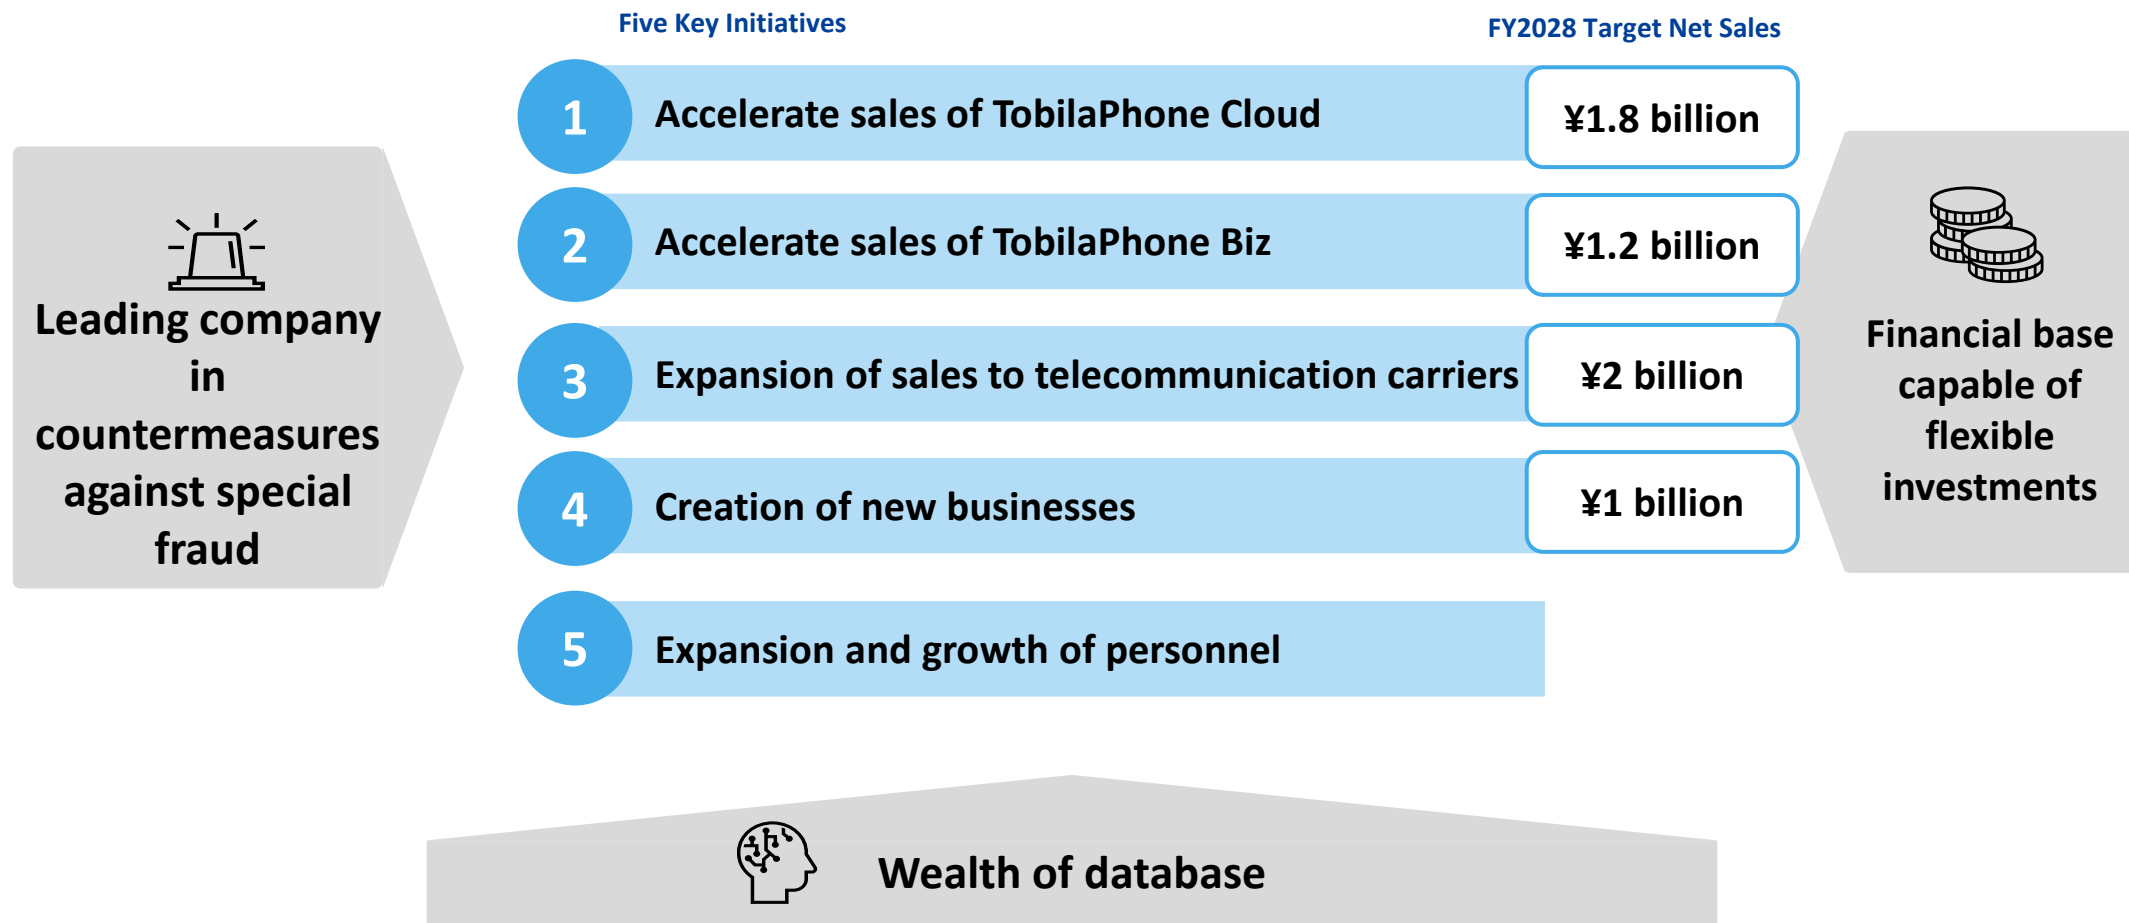 Five Key Initiatives
FY2028 Target Net Sales
1
Accelerate sales of TobilaPhone Cloud
¥1.8 billion
2
Accelerate sales of TobilaPhone Biz
¥1.2 billion
3
Expansion of sales to telecommunication carriers
¥2 billion
4
Creation of new businesses
¥1 billion
5
Expansion and growth of personnel
Leading company
in
countermeasures
against special
fraud
Financial base
capable of
flexible
investments
Wealth of database